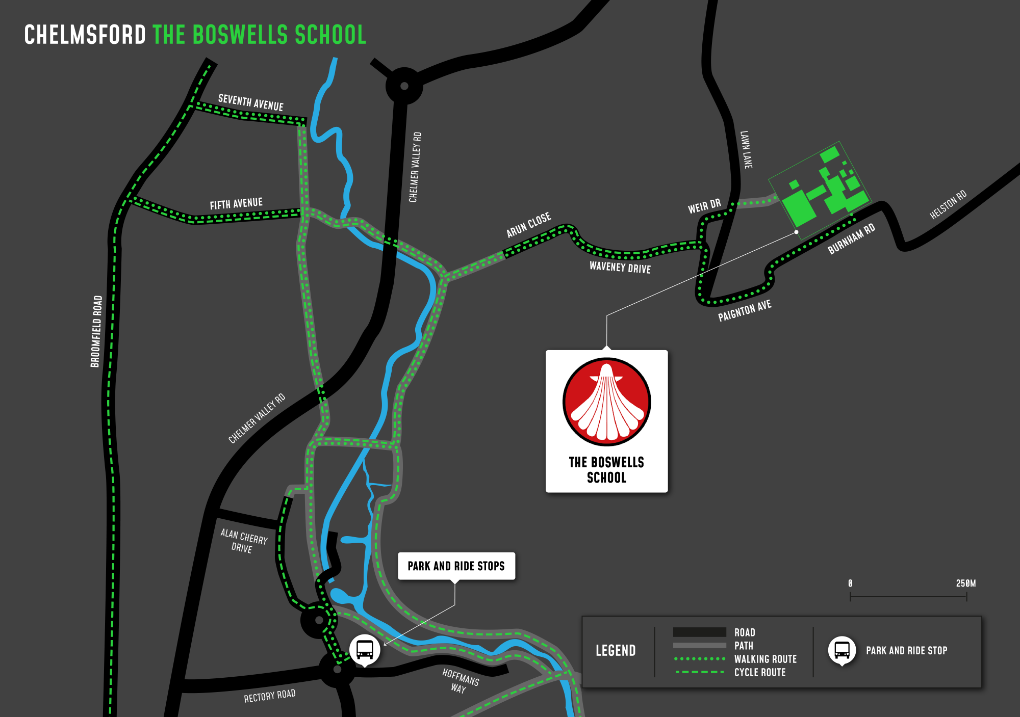 CHELMSFORD THE BOSWELLS SCHOOL
SEVENTH AVENUE
CHELMER VALLEY RD
LAWN LANE
FIFTH AVENUE
WEIR DR
HELSTON RD
ARUN CLOSE
BURNHAM RD
WAVENEY DRIVE
PAIGNTON AVE
BROOMFIELD ROAD
CHELMER VALLEY RD
THE BOSWELLS
SCHOOL
ALAN CHERRY
DRIVE
PARK AND RIDE STOPS
0 250M
LEGEND
ROAD
PATH
WALKING ROUTE
CYCLE ROUTE
PARK AND RIDE STOP
HOFFMANS
WAY
RECTORY ROAD